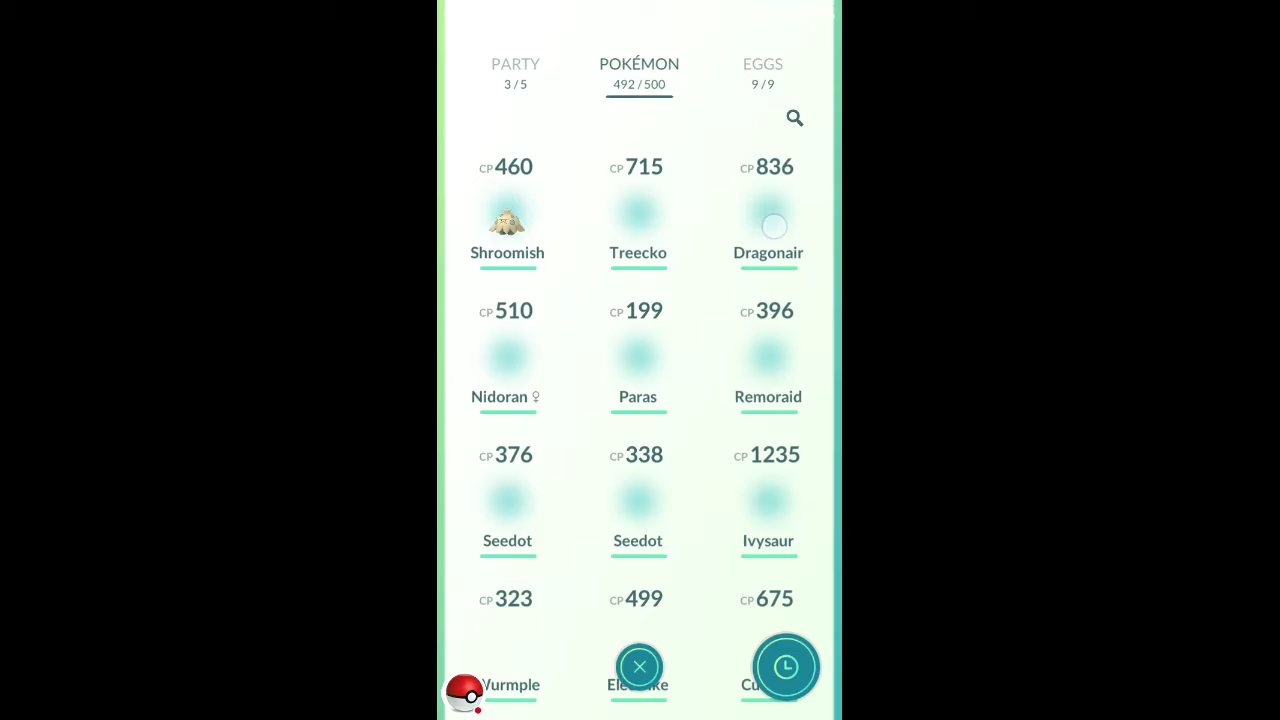 PARTY POKÉMON EGGS
3 / 5 492 / 500 9 / 9
CP460 CP715 CP836
Shroomish Treecko Dragonair
CP510 CP199 CP396
Nidoran ♀ Paras Remoraid
CP376 CP338 CP1235
Seedot Seedot Ivysaur
CP323 CP499 CP675